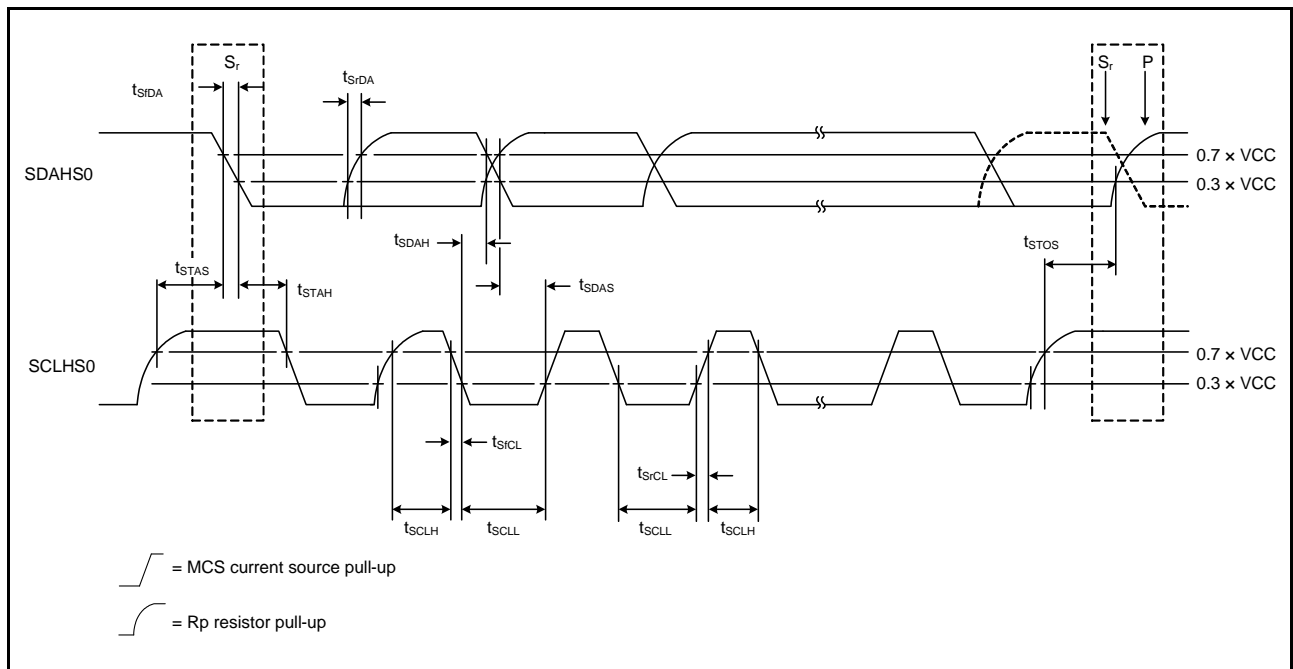 Sr
Sr P
tSfDA
tSrDA
0.7 × VCC
SDAHS0
0.3 × VCC
tSDAH
tSTOS
tSTAS
tSTAH
tSDAS
0.7 × VCC
SCLHS0
0.3 × VCC
tSfCL
tSrCL
tSCLH
tSCLL
tSCLL
tSCLH
= MCS current source pull-up
= Rp resistor pull-up